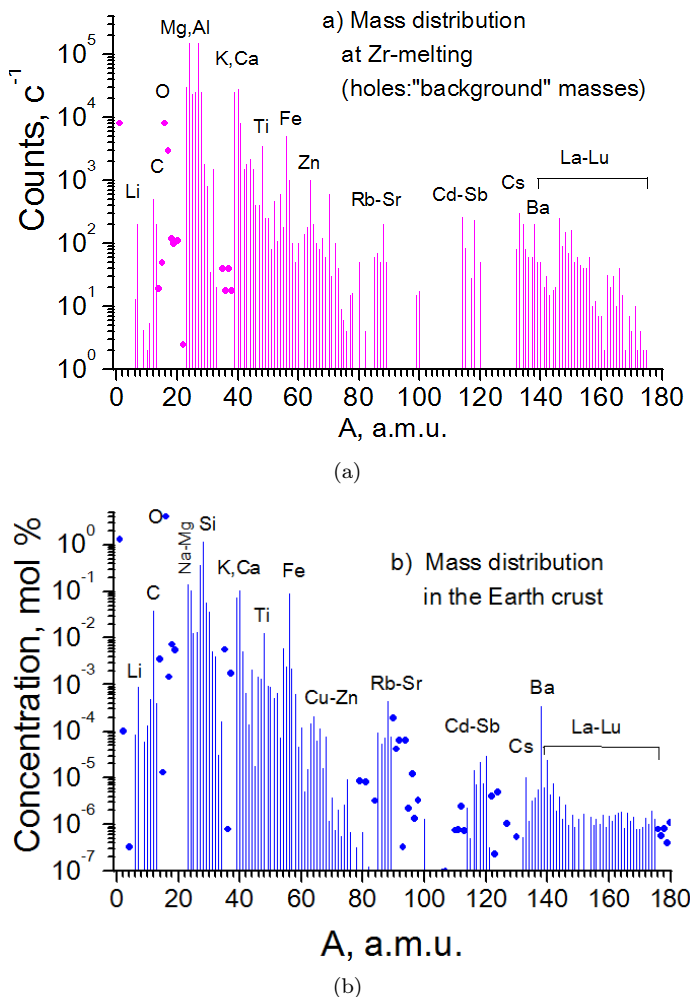 a) Mass distribution
at Zr-melting
(holes:"background" masses)
Counts, c⁻¹
10⁵
10⁴
10³
10²
10¹
10⁰
Mg,Al
K,Ca
O
Ti
Fe
C
Zn
Li
Rb-Sr
Cd-Sb
Cs
Ba
La-Lu
0 20 40 60 80 100 120 140 160 180
A, a.m.u.
(a)
b) Mass distribution
in the Earth crust
Concentration, mol %
10⁰
10⁻¹
10⁻²
10⁻³
10⁻⁴
10⁻⁵
10⁻⁶
10⁻⁷
O
Si
Na-Mg
K,Ca
Fe
C
Ti
Li
Cu-Zn
Rb-Sr
Cd-Sb
Ba
Cs
La-Lu
0 20 40 60 80 100 120 140 160 180
A, a.m.u.
(b)